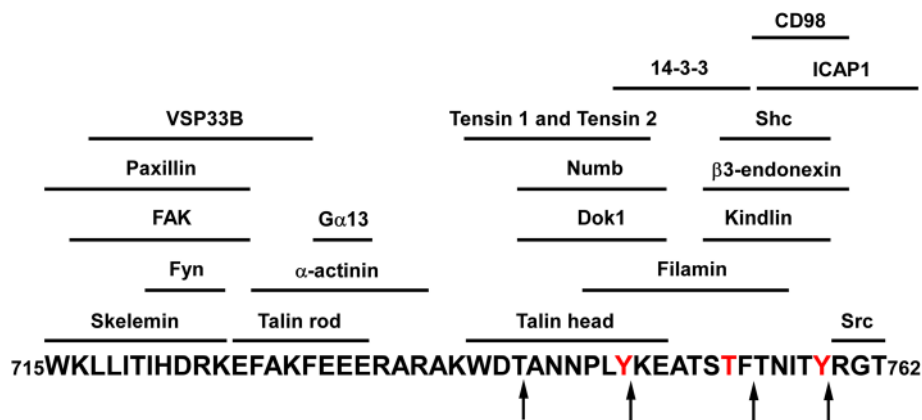 CD98
14-3-3 ICAP1
VSP33B Tensin 1 and Tensin 2 Shc
Paxillin Numb β3-endonexin
FAK Gα13 Dok1 Kindlin
Fyn α-actinin Filamin
Skelemin Talin rod Talin head Src
715WKLLITIHDRKEFAKFEEERARAKWDTANNPLYKEATSTFTNITYRGT762